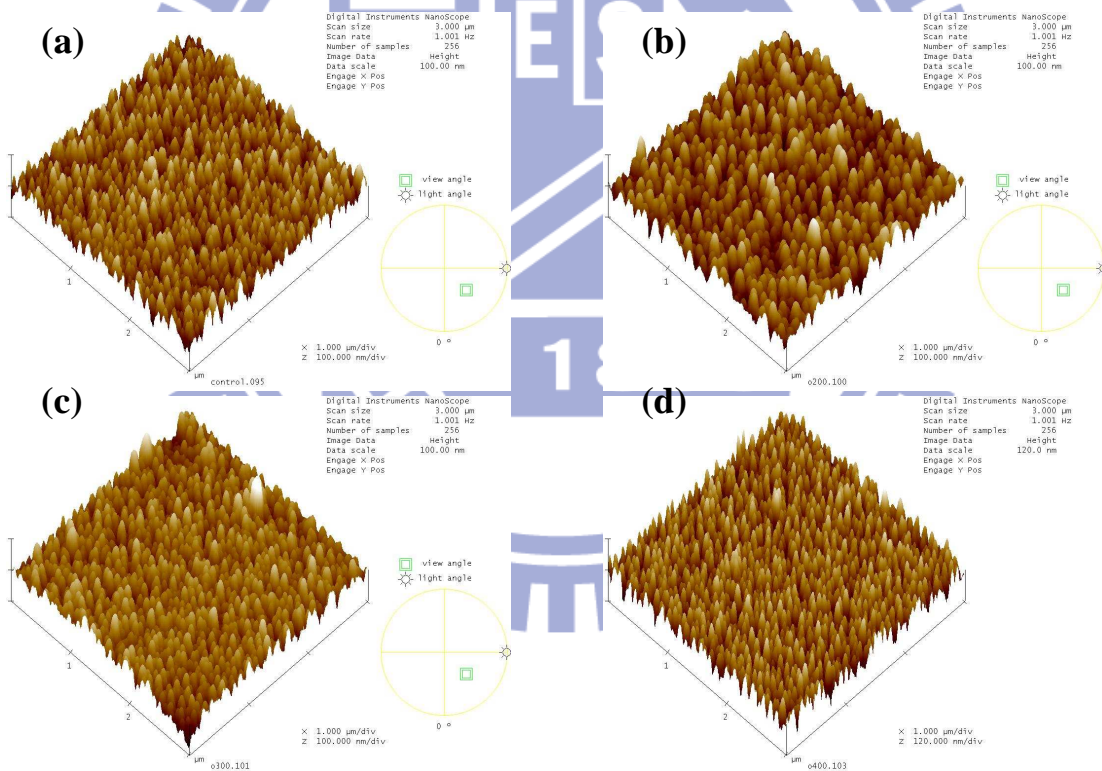 (a)
Digital Instruments NanoScope
Scan size 3.000 µm
Scan rate 1.001 Hz
Number of samples 256
Image Data Height
Data scale 100.00 nm
Engage X Pos
Engage Y Pos
view angle
light angle
1
2
µm
0 º
X 1.000 µm/div
Z 100.000 nm/div
control.095
(b)
Digital Instruments NanoScope
Scan size 3.000 µm
Scan rate 1.001 Hz
Number of samples 256
Image Data Height
Data scale 100.00 nm
Engage X Pos
Engage Y Pos
view angle
light angle
1
2
µm
0 º
X 1.000 µm/div
Z 100.000 nm/div
o200.100
E S
18
(c)
Digital Instruments NanoScope
Scan size 3.000 µm
Scan rate 1.001 Hz
Number of samples 256
Image Data Height
Data scale 100.00 nm
Engage X Pos
Engage Y Pos
view angle
light angle
1
2
µm
0 º
X 1.000 µm/div
Z 100.000 nm/div
o300.101
(d)
Digital Instruments NanoScope
Scan size 3.000 µm
Scan rate 1.001 Hz
Number of samples 256
Image Data Height
Data scale 120.0 nm
Engage X Pos
Engage Y Pos
1
2
µm
X 1.000 µm/div
Z 120.000 nm/div
o400.103